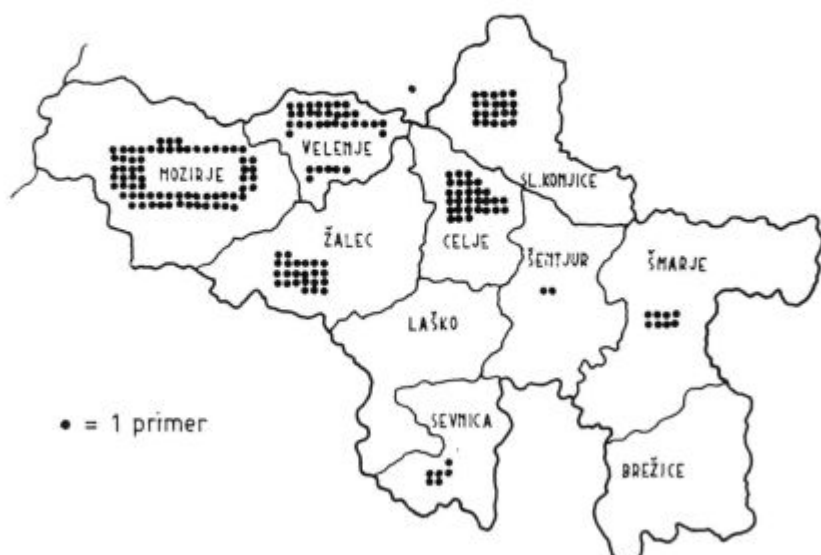 MOZIRJE
VELENJE
SL.KONJICE
ŽALEC
CELJE
ŠENTJUR
ŠMARJE
LAŠKO
SEVNICA
BREŽICE
= 1 primer